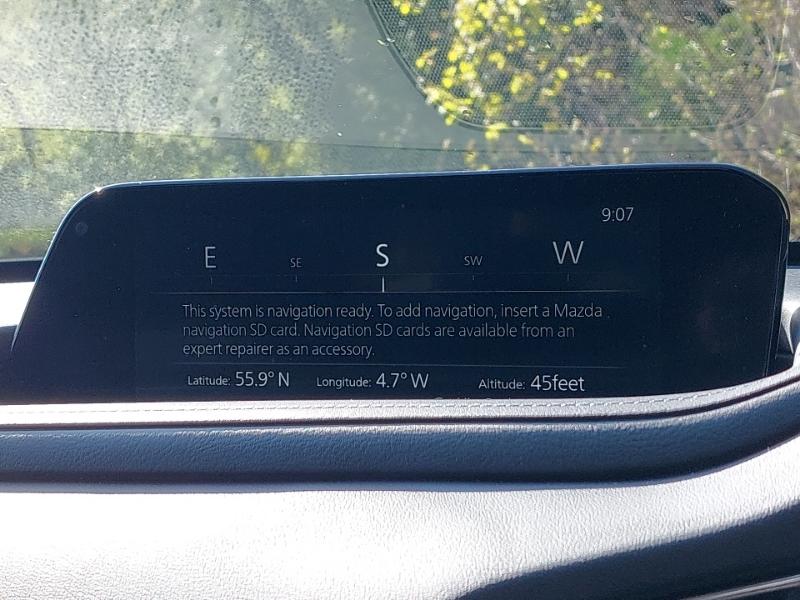 9:07
E SE S SW W
This system is navigation ready. To add navigation, insert a Mazda
navigation SD card. Navigation SD cards are available from an
expert repairer as an accessory.
Latitude: 55.9° N Longitude: 4.7° W Altitude: 45feet